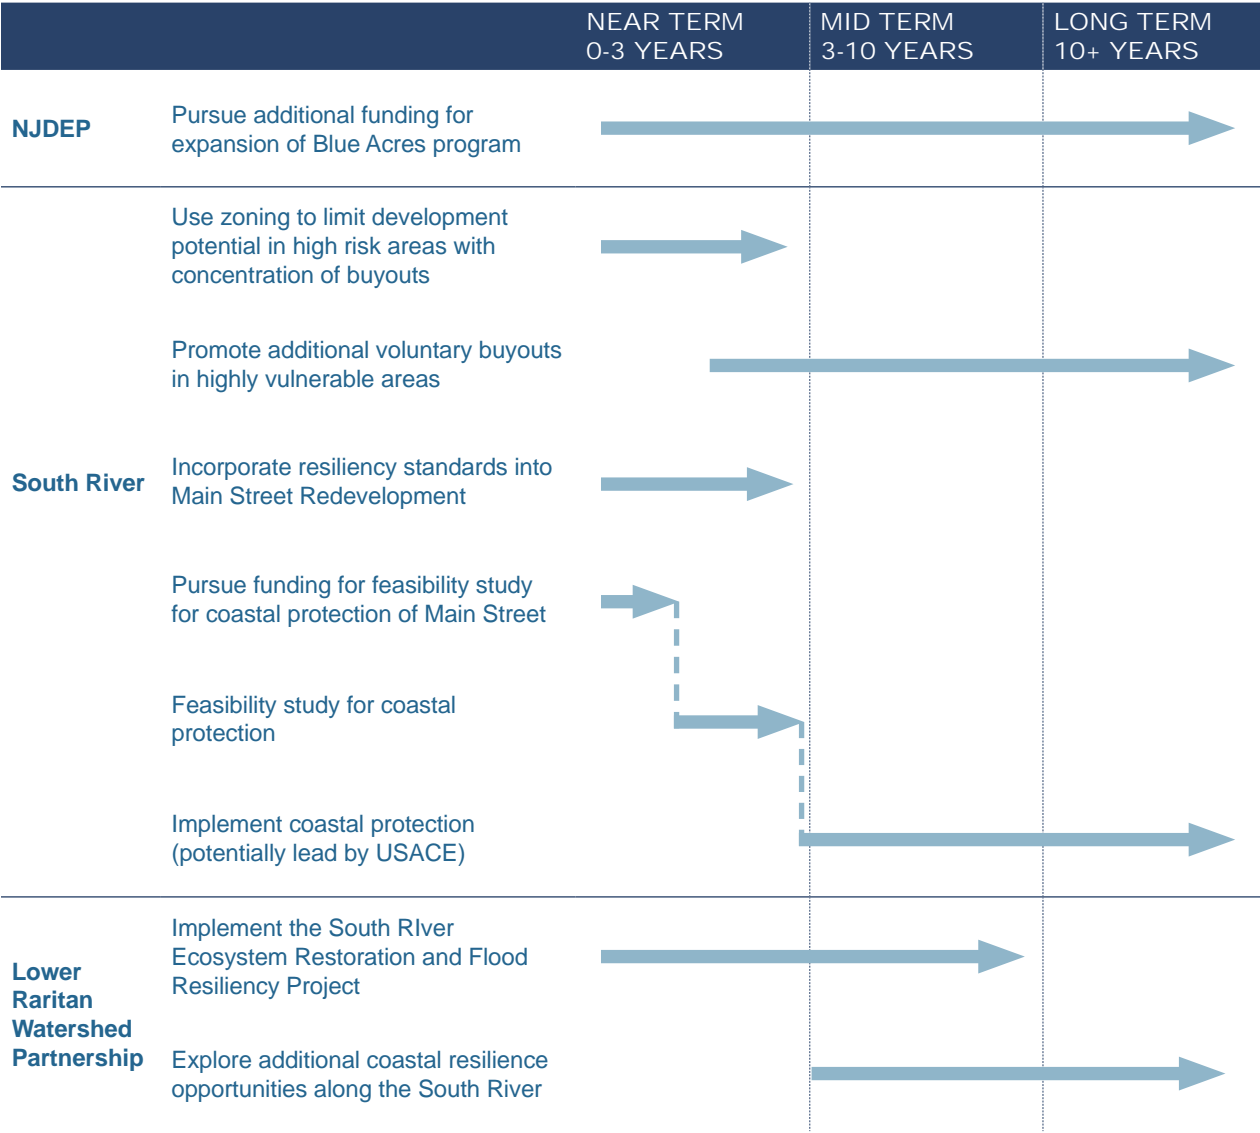 NEAR TERM
0-3 YEARS
MID TERM
3-10 YEARS
LONG TERM
10+ YEARS
NJDEP
Pursue additional funding for
expansion of Blue Acres program
South River
Use zoning to limit development
potential in high risk areas with
concentration of buyouts
Promote additional voluntary buyouts
in highly vulnerable areas
Incorporate resiliency standards into
Main Street Redevelopment
Pursue funding for feasibility study
for coastal protection of Main Street
Feasibility study for coastal
protection
Implement coastal protection
(potentially lead by USACE)
Lower
Raritan
Watershed
Partnership
Implement the South RIver
Ecosystem Restoration and Flood
Resiliency Project
Explore additional coastal resilience
opportunities along the South River